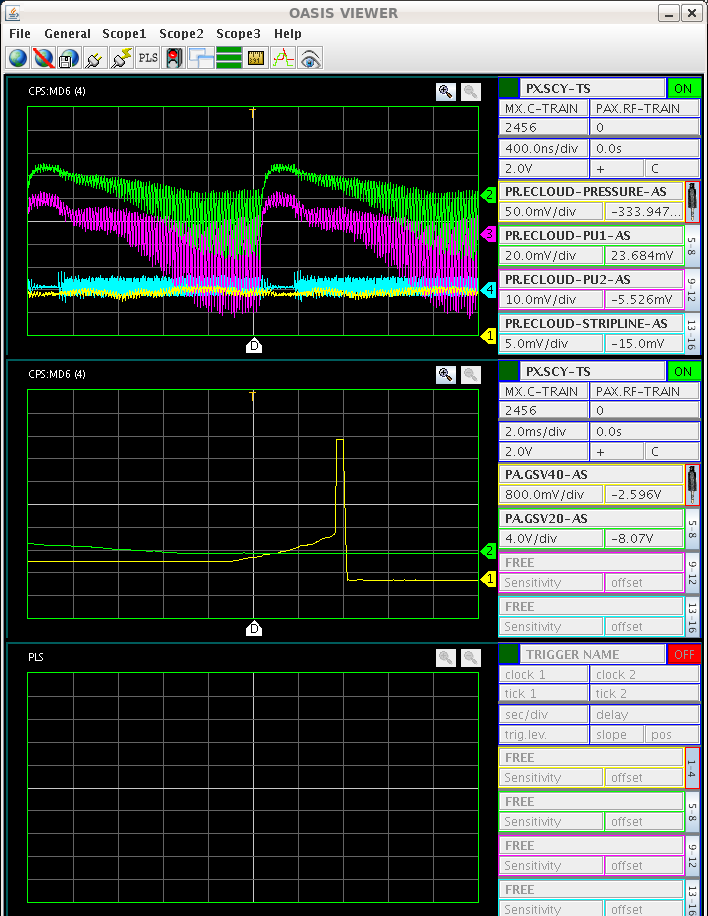 OASIS VIEWER
File General Scope1 Scope2 Scope3 Help
PLS
CPS:MD6 (4)
T
2
3
4
1
D
PX.SCY-TS ON
MX.C-TRAIN PAX.RF-TRAIN
2456 0
400.0ns/div 0.0s
2.0V + C
PR.ECLOUD-PRESSURE-AS
50.0mV/div -333.947...
PR.ECLOUD-PU1-AS
20.0mV/div 23.684mV
5-8
PR.ECLOUD-PU2-AS
10.0mV/div -5.526mV
9-12
PR.ECLOUD-STRIPLINE-AS
5.0mV/div -15.0mV
13-16
CPS:MD6 (4)
T
2
1
D
PX.SCY-TS ON
MX.C-TRAIN PAX.RF-TRAIN
2456 0
2.0ms/div 0.0s
2.0V + C
PA.GSV40-AS
800.0mV/div -2.596V
PA.GSV20-AS
4.0V/div -8.07V
5-8
FREE
Sensitivity offset
9-12
FREE
Sensitivity offset
13-16
PLS
TRIGGER NAME OFF
clock 1 clock 2
tick 1 tick 2
sec/div delay
trig.lev. slope pos
FREE
Sensitivity offset
1-4
FREE
Sensitivity offset
5-8
FREE
Sensitivity offset
9-12
FREE
Sensitivity offset
13-16